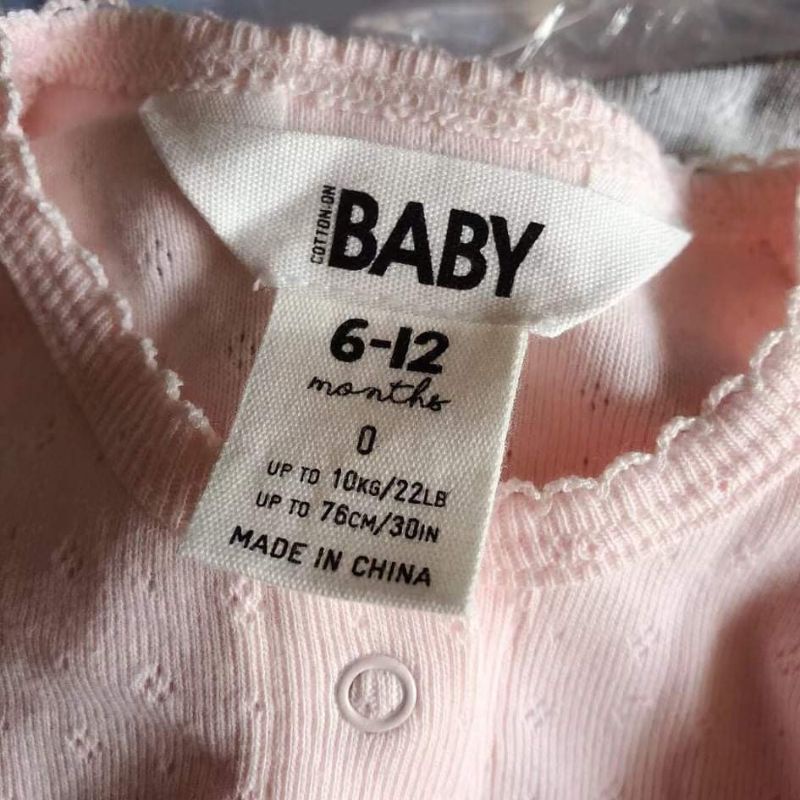 COTTON:ON
BABY
6-12
months
0
UP TO 10KG/22LB
UP TO 76CM/30IN
MADE IN CHINA